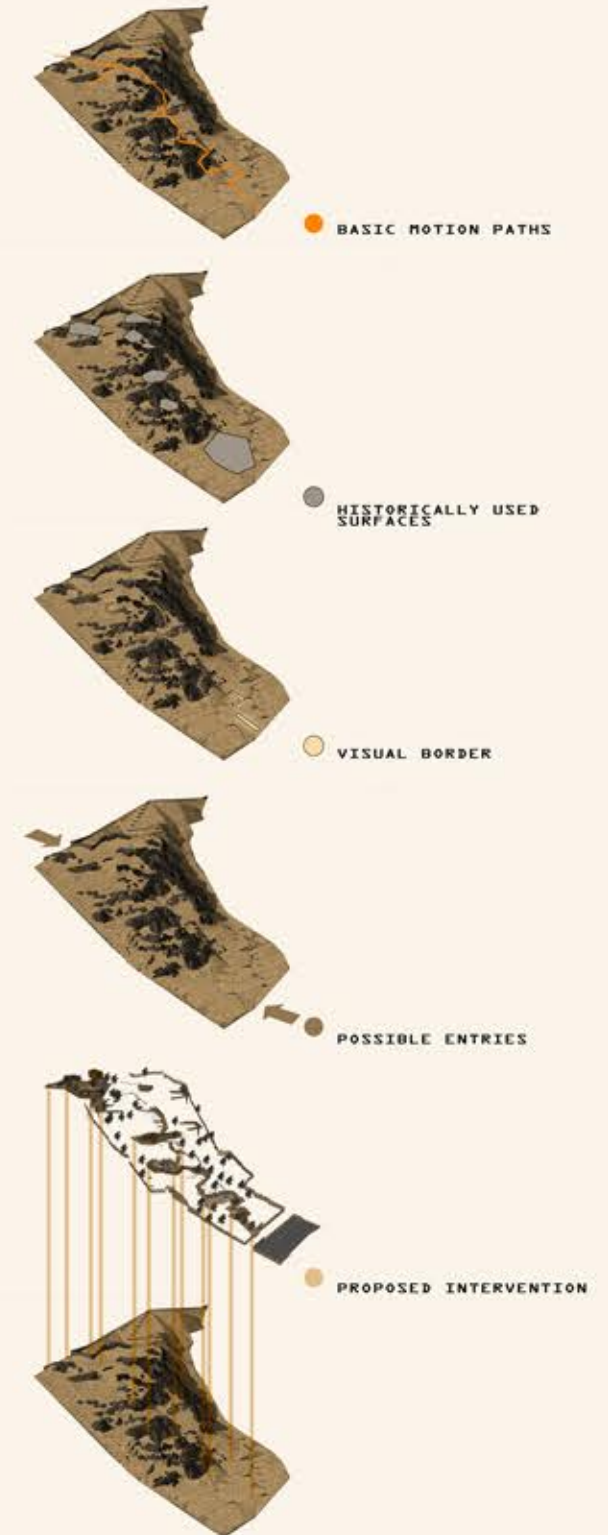 BASIC MOTION PATHS
HISTORICALLY USED
SURFACES
VISUAL BORDER
POSSIBLE ENTRIES
PROPOSED INTERVENTION